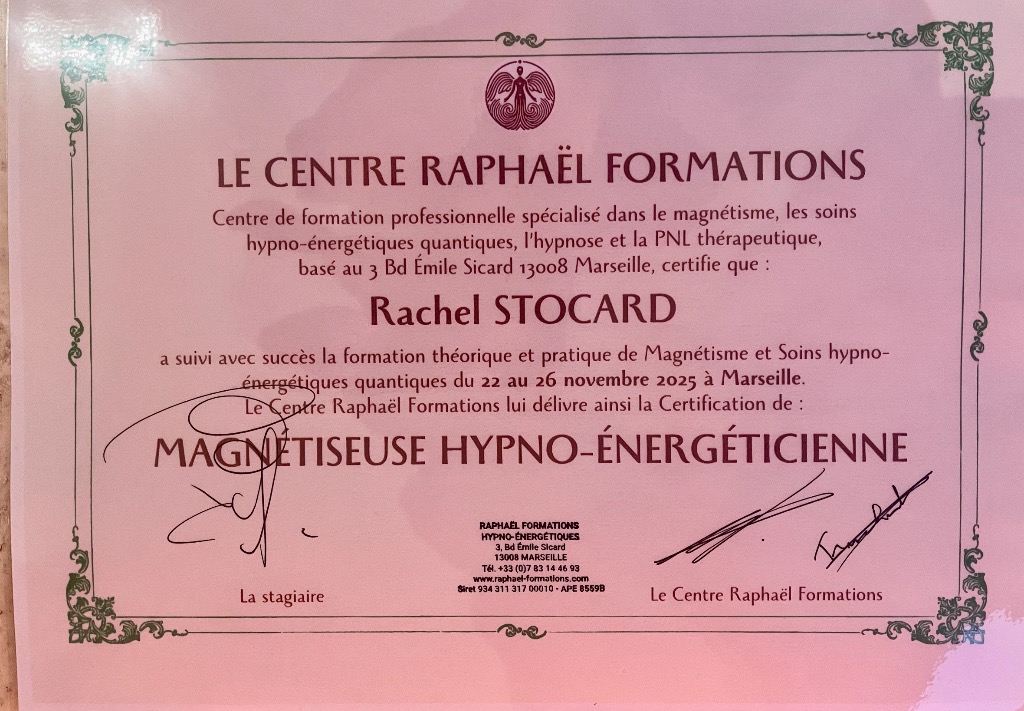 LE CENTRE RAPHAËL FORMATIONS
Centre de formation professionnelle spécialisé dans le magnétisme, les soins
hypno-énergétiques quantiques, l'hypnose et la PNL thérapeutique,
basé au 3 Bd Émile Sicard 13008 Marseille, certifie que :
Rachel STOCARD
a suivi avec succès la formation théorique et pratique de Magnétisme et Soins hypno-
énergétiques quantiques du 22 au 26 novembre 2025 à Marseille.
Le Centre Raphaël Formations lui délivre ainsi la Certification de :
MAGNÉTISEUSE HYPNO-ÉNERGÉTICIENNE
RAPHAËL FORMATIONS
HYPNO-ÉNERGÉTIQUES
3, Bd Émile Sicard
13008 MARSEILLE
Tél. +33 (0)7 83 14 46 93
www.raphael-formations.com
Siret 934 311 317 00010 - APE 8559B
La stagiaire
Le Centre Raphaël Formations